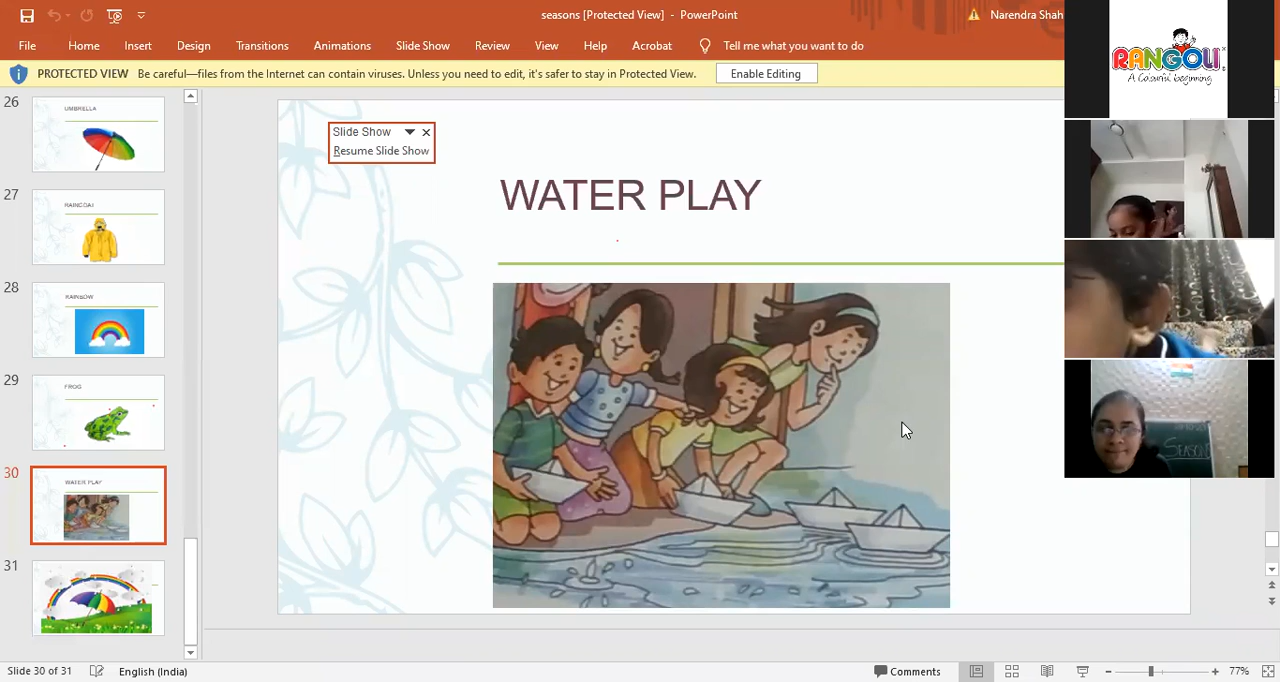 seasons [Protected View] - PowerPoint
Narendra Shah
File Home Insert Design Transitions Animations Slide Show Review View Help Acrobat Tell me what you want to do
PROTECTED VIEW Be careful—files from the Internet can contain viruses. Unless you need to edit, it's safer to stay in Protected View. Enable Editing
RANGOLI
A Colourful beginning
26
UMBRELLA
27
RAINCOAT
28
RAINBOW
29
FROG
30
WATER PLAY
31
Slide Show
Resume Slide Show
WATER PLAY
SEASON
Slide 30 of 31 English (India) Comments 77%